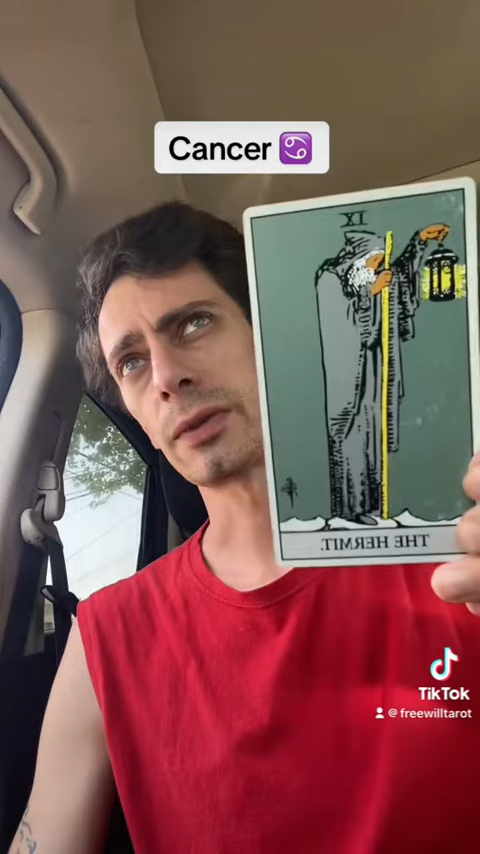 Cancer ♋
IX
THE HERMIT.
TikTok
@freewilltarot